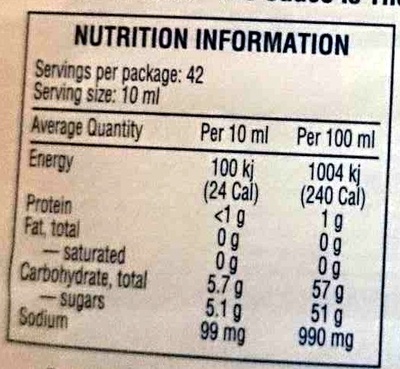 NUTRITION INFORMATION
Servings per package: 42
Serving size: 10 ml
Average Quantity Per 10 ml Per 100 ml
Energy 100 kj 1004 kj
(24 Cal) (240 Cal)
Protein <1 g 1 g
Fat, total 0 g 0 g
— saturated 0 g 0 g
Carbohydrate, total 5.7 g 57 g
— sugars 5.1 g 51 g
Sodium 99 mg 990 mg